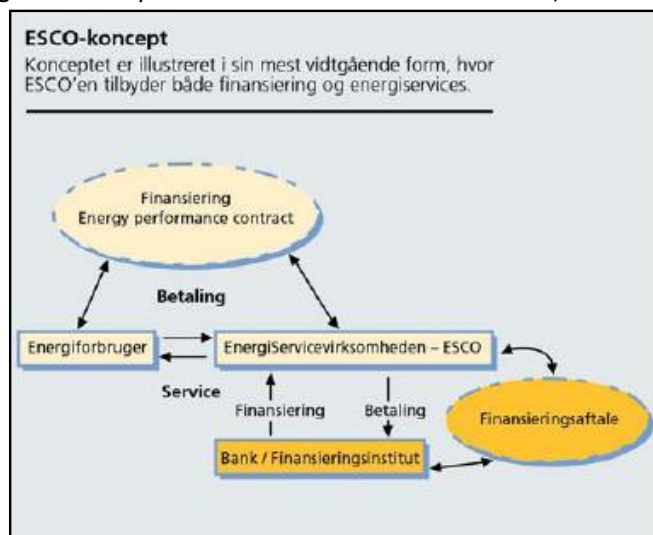 ESCO-koncept
Konceptet er illustreret i sin mest vidtgående form, hvor
ESCO'en tilbyder både finansiering og energiservices.
Finansiering
Energy performance contract
Betaling
Energiforbruger
EnergiServicevirksomheden – ESCO
Service
Finansiering
Betaling
Finansieringsaftale
Bank / Finansieringsinstitut